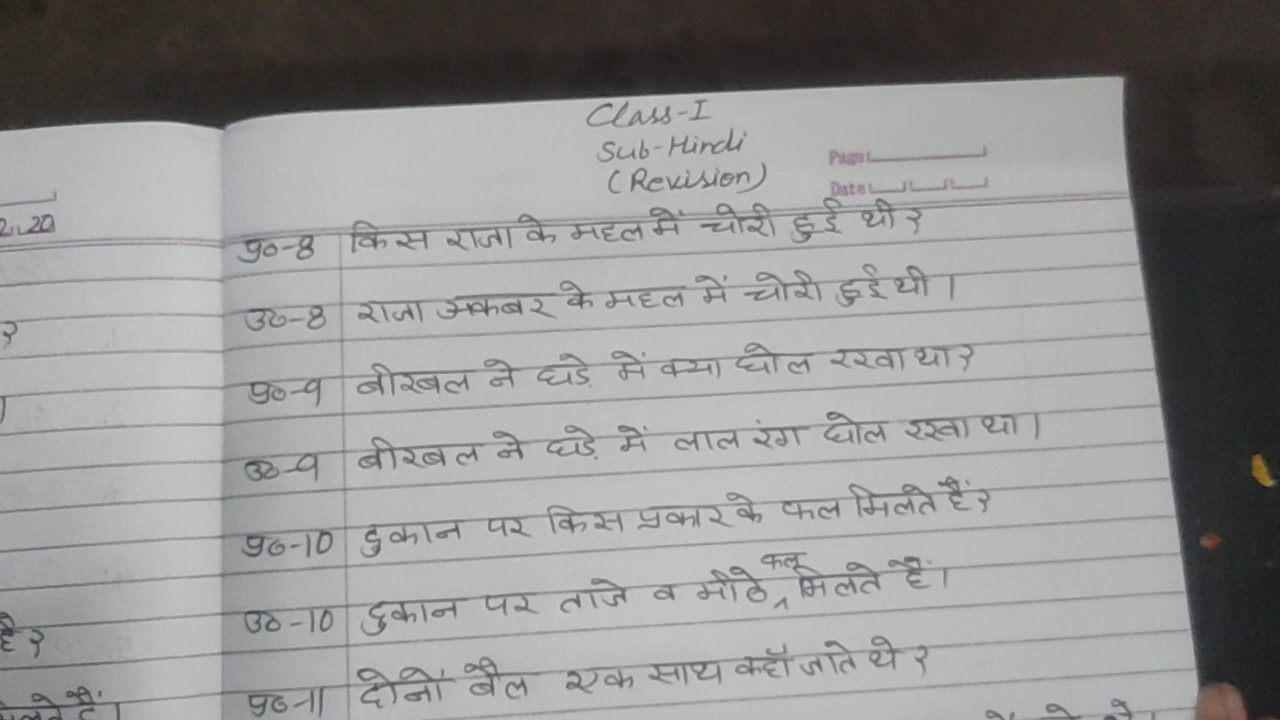 Class-I
Sub-Hindi
(Revision)
Page:
Date:
2.20
प्र०-8 किस राजा के महल में चोरी हुई थी?
उ०-8 राजा अकबर के महल में चोरी हुई थी।
?
प्र०-9 बीरबल ने घड़े में क्या घोल रखा था?
।
उ०-9 बीरबल ने घड़े में लाल रंग घोल रखा था।
प्र०-10 दुकान पर किस प्रकार के फल मिलते हैं?
उ०-10 दुकान पर ताजे व मीठे फल मिलते हैं।
है?
प्र०-11 दोनों बैल एक साथ कहाँ जाते थे?
हैं।